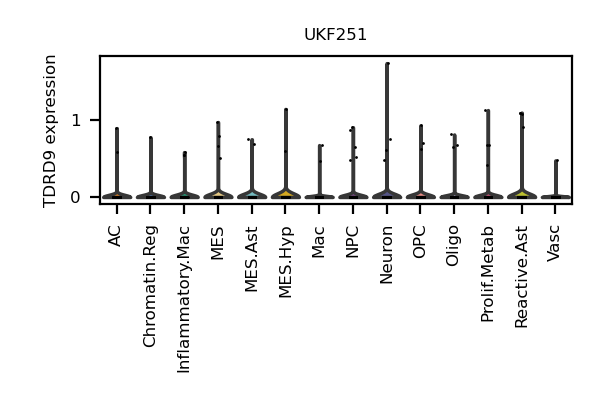 UKF251
TDRD9 expression
1
0
AC
Chromatin.Reg
Inflammatory.Mac
MES
MES.Ast
MES.Hyp
Mac
NPC
Neuron
OPC
Oligo
Prolif.Metab
Reactive.Ast
Vasc